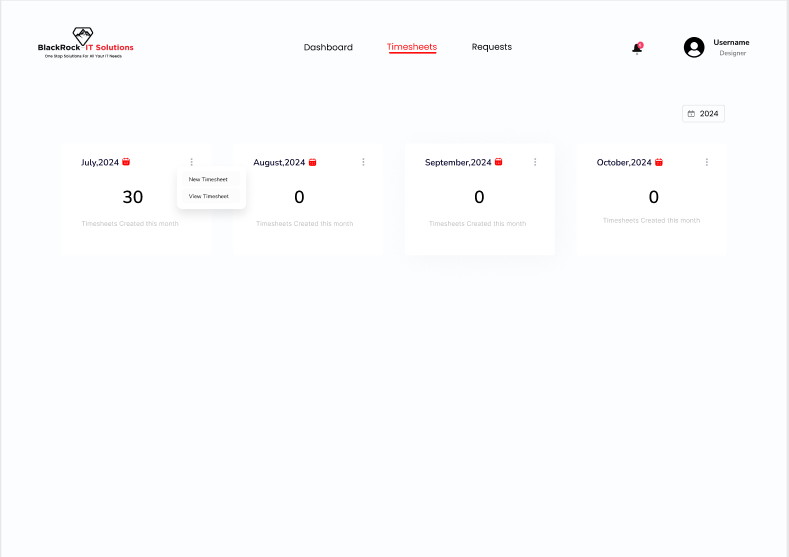 BlackRock IT Solutions
One Stop Solutions For All Your IT Needs
Dashboard
Timesheets
Requests
Username
Designer
2024
July,2024
30
Timesheets Created this month
New Timesheet
View Timesheet
August,2024
0
Timesheets Created this month
September,2024
0
Timesheets Created this month
October,2024
0
Timesheets Created this month